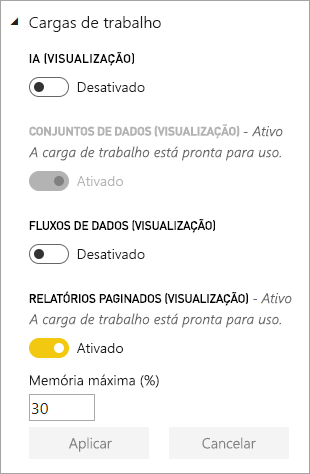 Cargas de trabalho
IA (VISUALIZAÇÃO)
Desativado
CONJUNTOS DE DADOS (VISUALIZAÇÃO) - Ativo
A carga de trabalho está pronta para uso.
Ativado
FLUXOS DE DADOS (VISUALIZAÇÃO)
Desativado
RELATÓRIOS PAGINADOS (VISUALIZAÇÃO) - Ativo
A carga de trabalho está pronta para uso.
Ativado
Memória máxima (%)
30
Aplicar Cancelar